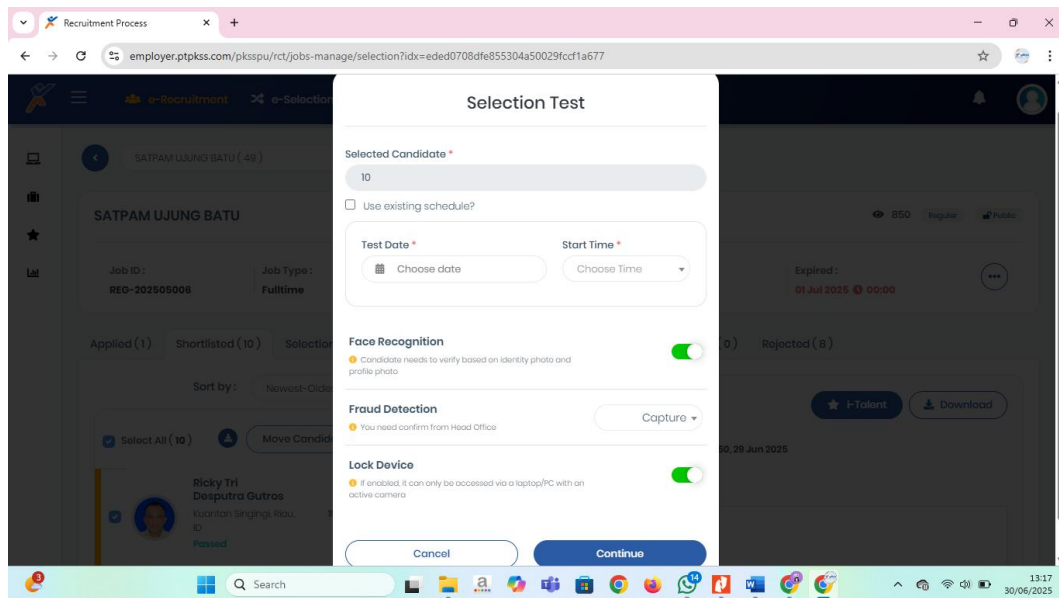 Recruitment Process
employer.ptpkss.com/pksspu/rct/jobs-manage/selection?idx=eded0708dfe855304a50029fccf1a677
e-Recruitment e-Selection
SATPAM UJUNG BATU ( 49 )
SATPAM UJUNG BATU
850 Regular Public
Job ID :
REG-202505006
Job Type :
Fulltime
Expired :
01 Jul 2025 00:00
Applied ( 1 ) Shortlisted ( 10 ) Selection
0 ) Rejected ( 8 )
Sort by : Newest-Older
i-Talent Download
Select All ( 10 ) Move Candid
50, 29 Jun 2025
Ricky Tri
Desputra Gutros
Kuantan Singingi, Riau,
ID
Passed
Selection Test
Selected Candidate *
10
Use existing schedule?
Test Date * Start Time *
Choose date Choose Time
Face Recognition
Candidate needs to verify based on identity photo and
profile photo
Fraud Detection
You need confirm from Head Office
Capture
Lock Device
If enabled, it can only be accessed via a laptop/PC with an
active camera
Cancel Continue
3
Search
14
13:17
30/06/2025